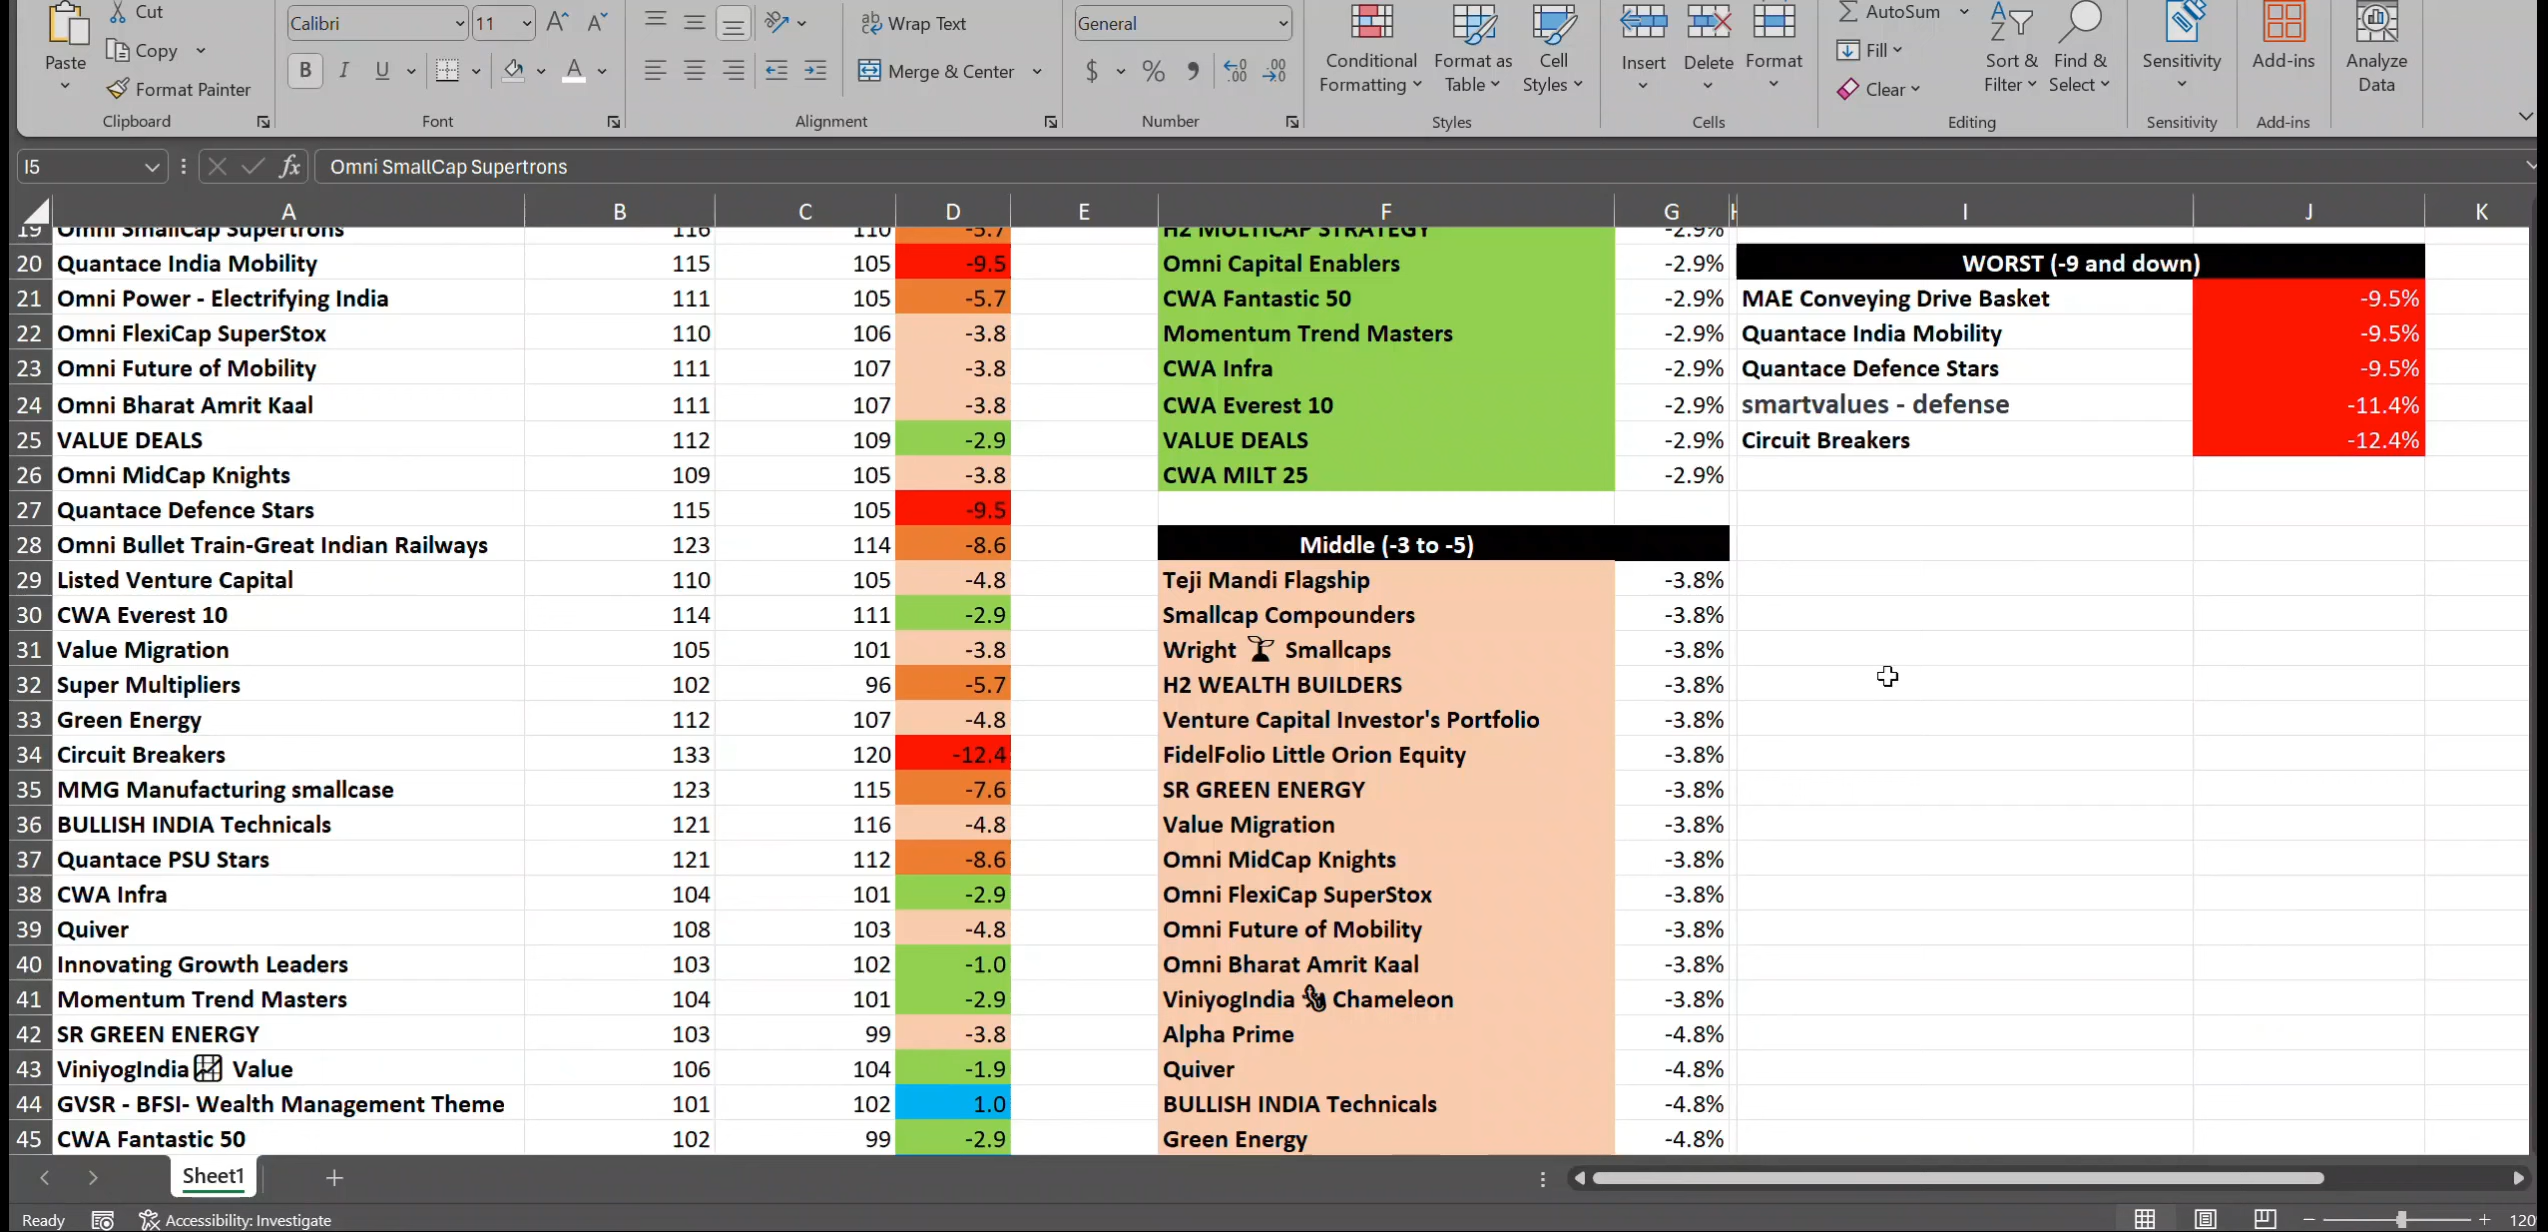 Cut
Copy
Paste
Format Painter
Clipboard
Calibri
11
B I U
A
Font
Wrap Text
Merge & Center
Alignment
General
$ % 9
Number
Conditional Formatting
Format as Table
Cell Styles
Styles
Insert
Delete
Format
Cells
AutoSum
Fill
Clear
Sort & Filter
Find & Select
Editing
Sensitivity
Sensitivity
Add-ins
Add-ins
Analyze Data
I5
fx
Omni SmallCap Supertrons
A B C D E F G H I J K
19 Omni SmallCap Supertrons 116 110 -5.7 H2 MULTICAP STRATEGY -2.9%
20 Quantace India Mobility 115 105 -9.5 Omni Capital Enablers -2.9% WORST (-9 and down)
21 Omni Power - Electrifying India 111 105 -5.7 CWA Fantastic 50 -2.9% MAE Conveying Drive Basket -9.5%
22 Omni FlexiCap SuperStox 110 106 -3.8 Momentum Trend Masters -2.9% Quantace India Mobility -9.5%
23 Omni Future of Mobility 111 107 -3.8 CWA Infra -2.9% Quantace Defence Stars -9.5%
24 Omni Bharat Amrit Kaal 111 107 -3.8 CWA Everest 10 -2.9% smartvalues - defense -11.4%
25 VALUE DEALS 112 109 -2.9 VALUE DEALS -2.9% Circuit Breakers -12.4%
26 Omni MidCap Knights 109 105 -3.8 CWA MILT 25 -2.9%
27 Quantace Defence Stars 115 105 -9.5
28 Omni Bullet Train-Great Indian Railways 123 114 -8.6 Middle (-3 to -5)
29 Listed Venture Capital 110 105 -4.8 Teji Mandi Flagship -3.8%
30 CWA Everest 10 114 111 -2.9 Smallcap Compounders -3.8%
31 Value Migration 105 101 -3.8 Wright Smallcaps -3.8%
32 Super Multipliers 102 96 -5.7 H2 WEALTH BUILDERS -3.8%
33 Green Energy 112 107 -4.8 Venture Capital Investor's Portfolio -3.8%
34 Circuit Breakers 133 120 -12.4 FidelFolio Little Orion Equity -3.8%
35 MMG Manufacturing smallcase 123 115 -7.6 SR GREEN ENERGY -3.8%
36 BULLISH INDIA Technicals 121 116 -4.8 Value Migration -3.8%
37 Quantace PSU Stars 121 112 -8.6 Omni MidCap Knights -3.8%
38 CWA Infra 104 101 -2.9 Omni FlexiCap SuperStox -3.8%
39 Quiver 108 103 -4.8 Omni Future of Mobility -3.8%
40 Innovating Growth Leaders 103 102 -1.0 Omni Bharat Amrit Kaal -3.8%
41 Momentum Trend Masters 104 101 -2.9 ViniyogIndia Chameleon -3.8%
42 SR GREEN ENERGY 103 99 -3.8 Alpha Prime -4.8%
43 ViniyogIndia Value 106 104 -1.9 Quiver -4.8%
44 GVSR - BFSI- Wealth Management Theme 101 102 1.0 BULLISH INDIA Technicals -4.8%
45 CWA Fantastic 50 102 99 -2.9 Green Energy -4.8%
Sheet1
Ready
Accessibility: Investigate
120